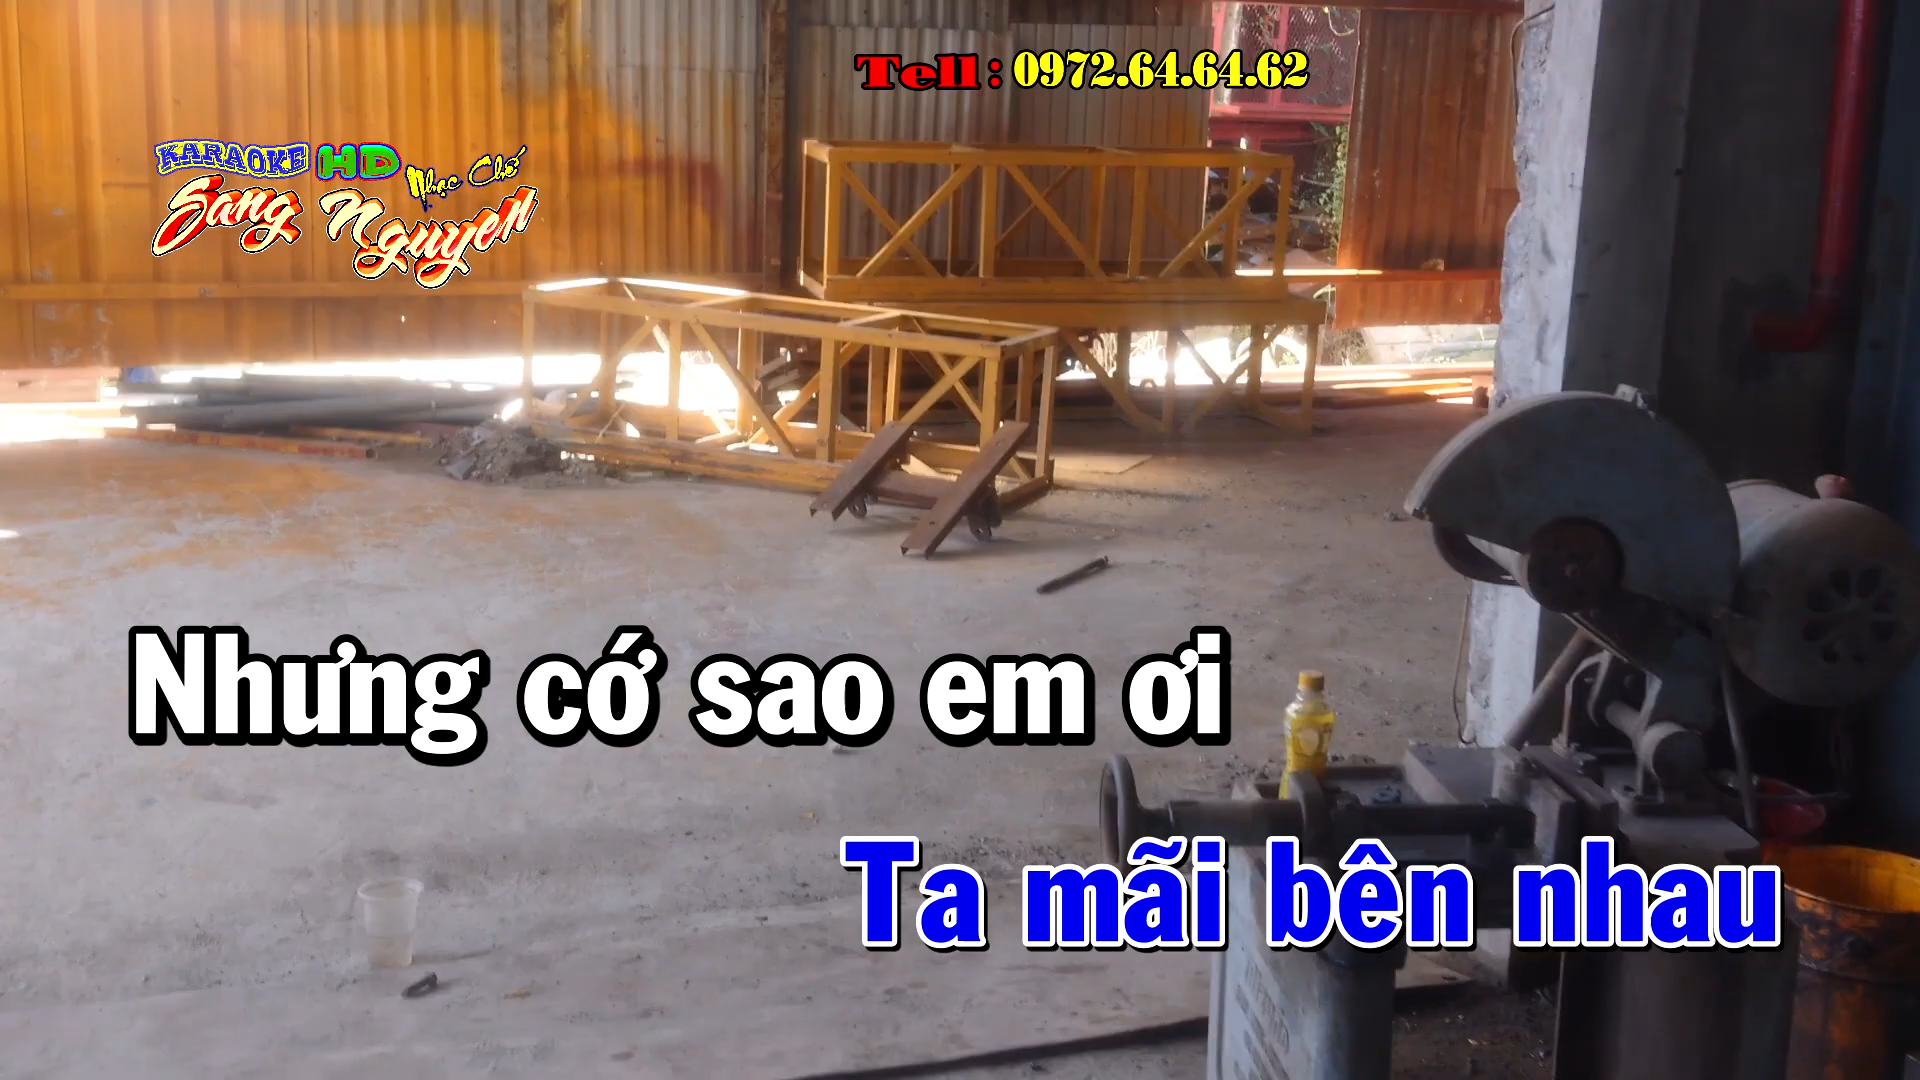 Tell : 0972.64.64.62
KARAOKE HD Nhạc Chế
Sang Nguyen
Nhưng cớ sao em ơi
Ta mãi bên nhau